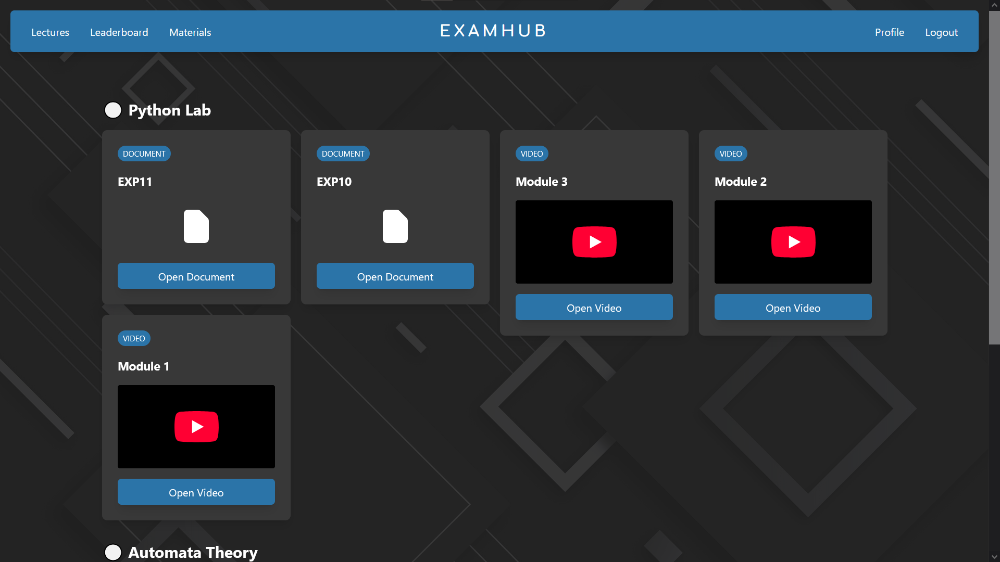 Lectures Leaderboard Materials EXAMHUB Profile Logout
Python Lab
DOCUMENT
EXP11
Open Document
DOCUMENT
EXP10
Open Document
VIDEO
Module 3
Open Video
VIDEO
Module 2
Open Video
VIDEO
Module 1
Open Video
Automata Theory